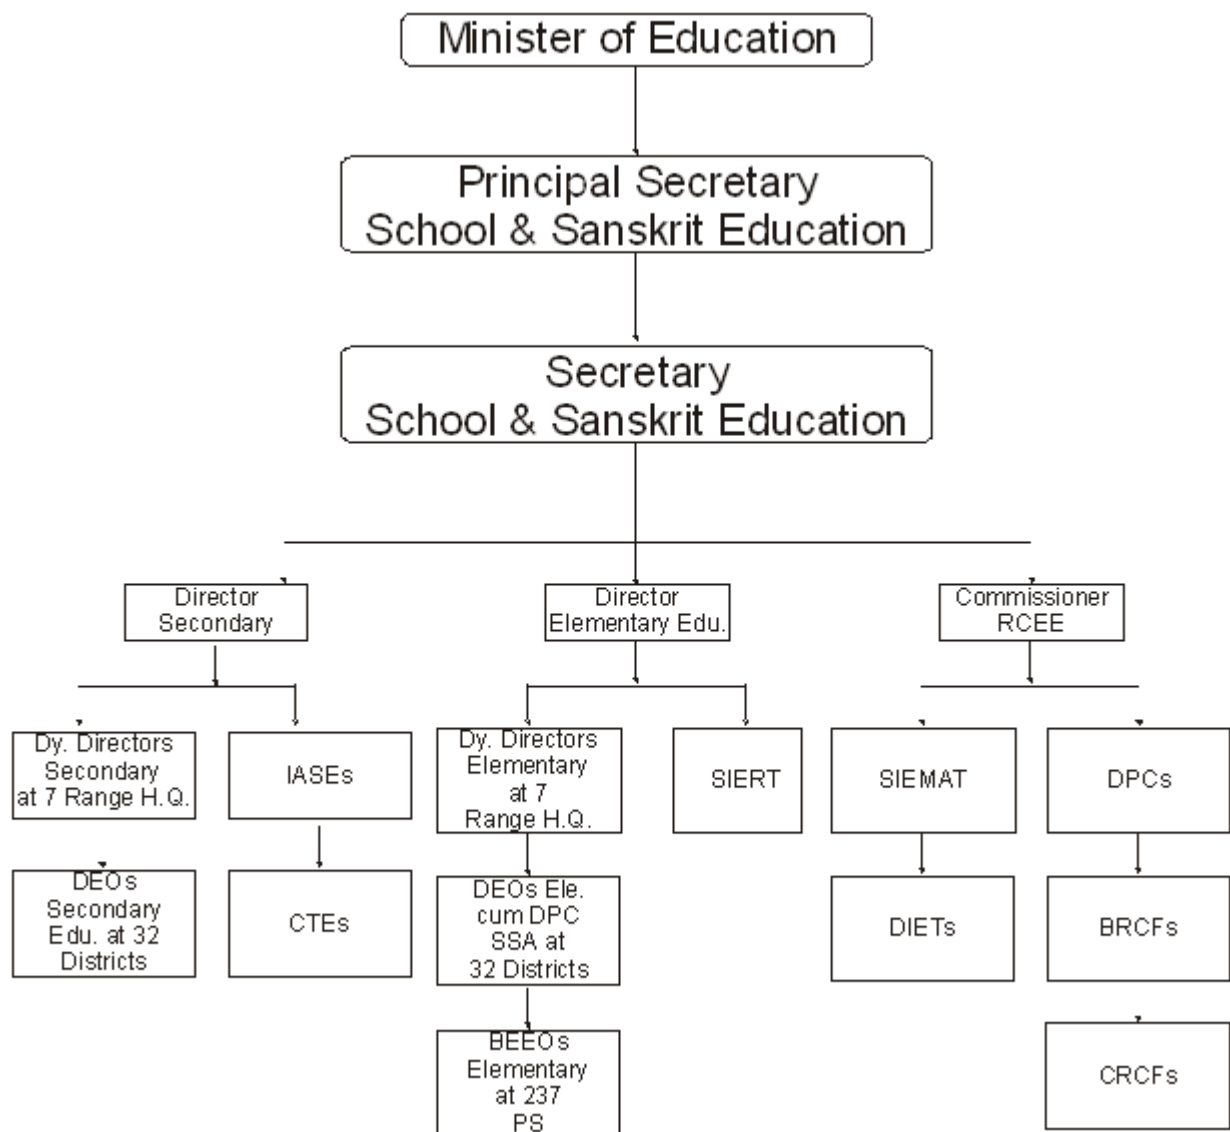 Minister of Education
Principal Secretary
School & Sanskrit Education
Secretary
School & Sanskrit Education
Director
Secondary
Director
Elementary Edu.
Commissioner
RCEE
Dy. Directors
Secondary
at 7 Range H.Q.
IASEs
Dy. Directors
Elementary
at 7
Range H.Q.
SIERT
SIEMAT
DPCs
DEOs
Secondary
Edu. at 32
Districts
CTEs
DEOs Ele.
cum DPC
SSA at
32 Districts
DIETs
BRCFs
BEEOs
Elementary
at 237
PS
CRCFs